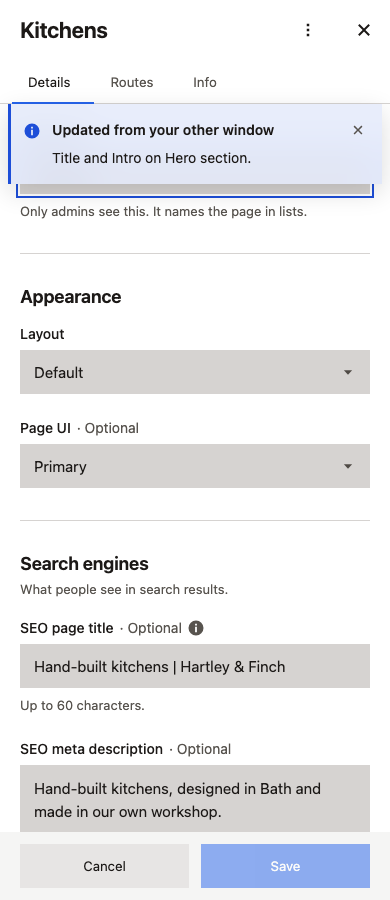 Kitchens
Details
Routes
Info
Updated from your other window
Title and Intro on Hero section.
Only admins see this. It names the page in lists.
Appearance
Layout
Default
Page UI · Optional
Primary
Search engines
What people see in search results.
SEO page title · Optional
Hand-built kitchens | Hartley & Finch
Up to 60 characters.
SEO meta description · Optional
Hand-built kitchens, designed in Bath and
made in our own workshop.
Cancel
Save